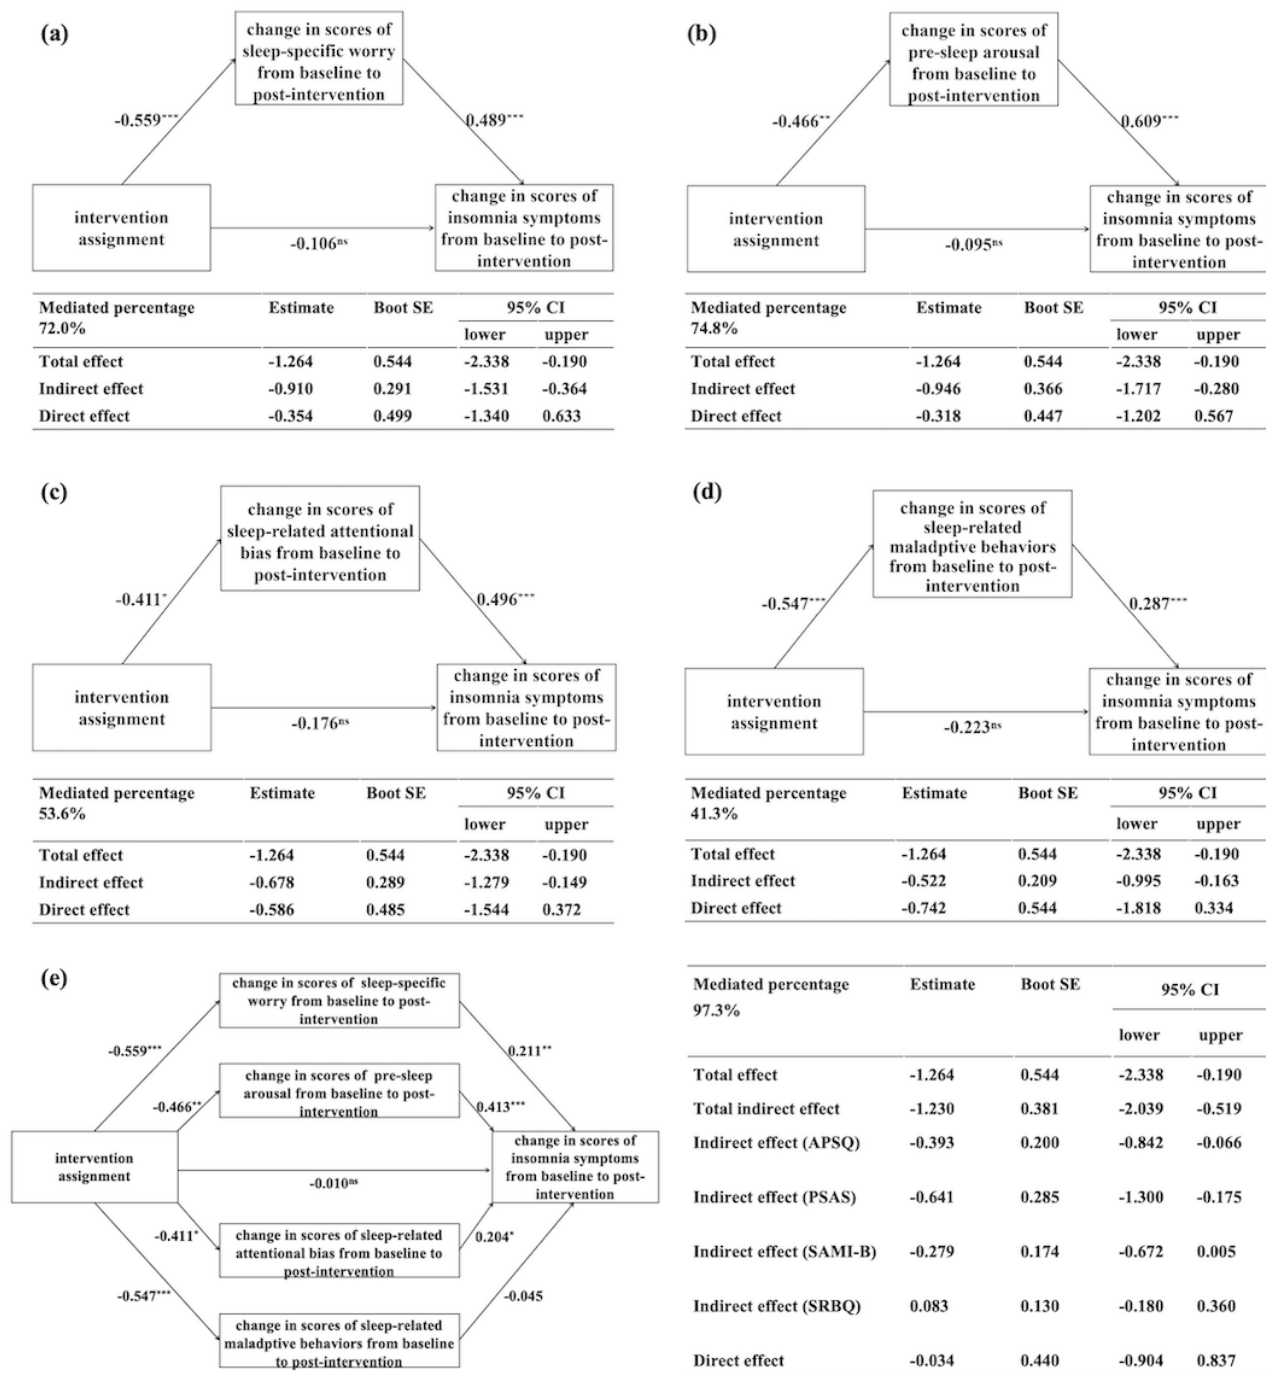 (a)
change in scores of
sleep-specific worry
from baseline to
post-intervention
-0.559***
0.489***
intervention
assignment
-0.106ns
change in scores of
insomnia symptoms
from baseline to post-
intervention
Mediated percentage Estimate Boot SE 95% CI
72.0%
lower upper
Total effect -1.264 0.544 -2.338 -0.190
Indirect effect -0.910 0.291 -1.531 -0.364
Direct effect -0.354 0.499 -1.340 0.633
(b)
change in scores of
pre-sleep arousal
from baseline to
post-intervention
-0.466**
0.609***
intervention
assignment
-0.095ns
change in scores of
insomnia symptoms
from baseline to post-
intervention
Mediated percentage Estimate Boot SE 95% CI
74.8%
lower upper
Total effect -1.264 0.544 -2.338 -0.190
Indirect effect -0.946 0.366 -1.717 -0.280
Direct effect -0.318 0.447 -1.202 0.567
(c)
change in scores of
sleep-related attentional
bias from baseline to
post-intervention
-0.411*
0.496***
intervention
assignment
-0.176ns
change in scores of
insomnia symptoms
from baseline to post-
intervention
Mediated percentage Estimate Boot SE 95% CI
53.6%
lower upper
Total effect -1.264 0.544 -2.338 -0.190
Indirect effect -0.678 0.289 -1.279 -0.149
Direct effect -0.586 0.485 -1.544 0.372
(d)
change in scores of
sleep-related
maladptive behaviors
from baseline to post-
intervention
-0.547***
0.287***
intervention
assignment
-0.223ns
change in scores of
insomnia symptoms
from baseline to post-
intervention
Mediated percentage Estimate Boot SE 95% CI
41.3%
lower upper
Total effect -1.264 0.544 -2.338 -0.190
Indirect effect -0.522 0.209 -0.995 -0.163
Direct effect -0.742 0.544 -1.818 0.334
(e)
change in scores of sleep-specific
worry from baseline to post-
intervention
-0.559***
0.211**
change in scores of pre-sleep
arousal from baseline to post-
intervention
-0.466**
0.413***
intervention
assignment
-0.010ns
change in scores of
insomnia symptoms
from baseline to post-
intervention
-0.411*
0.204*
change in scores of sleep-related
attentional bias from baseline to
post-intervention
-0.547***
-0.045
change in scores of sleep-related
maladptive behaviors from baseline
to post-intervention
Mediated percentage Estimate Boot SE 95% CI
97.3%
lower upper
Total effect -1.264 0.544 -2.338 -0.190
Total indirect effect -1.230 0.381 -2.039 -0.519
Indirect effect (APSQ) -0.393 0.200 -0.842 -0.066
Indirect effect (PSAS) -0.641 0.285 -1.300 -0.175
Indirect effect (SAMI-B) -0.279 0.174 -0.672 0.005
Indirect effect (SRBQ) 0.083 0.130 -0.180 0.360
Direct effect -0.034 0.440 -0.904 0.837